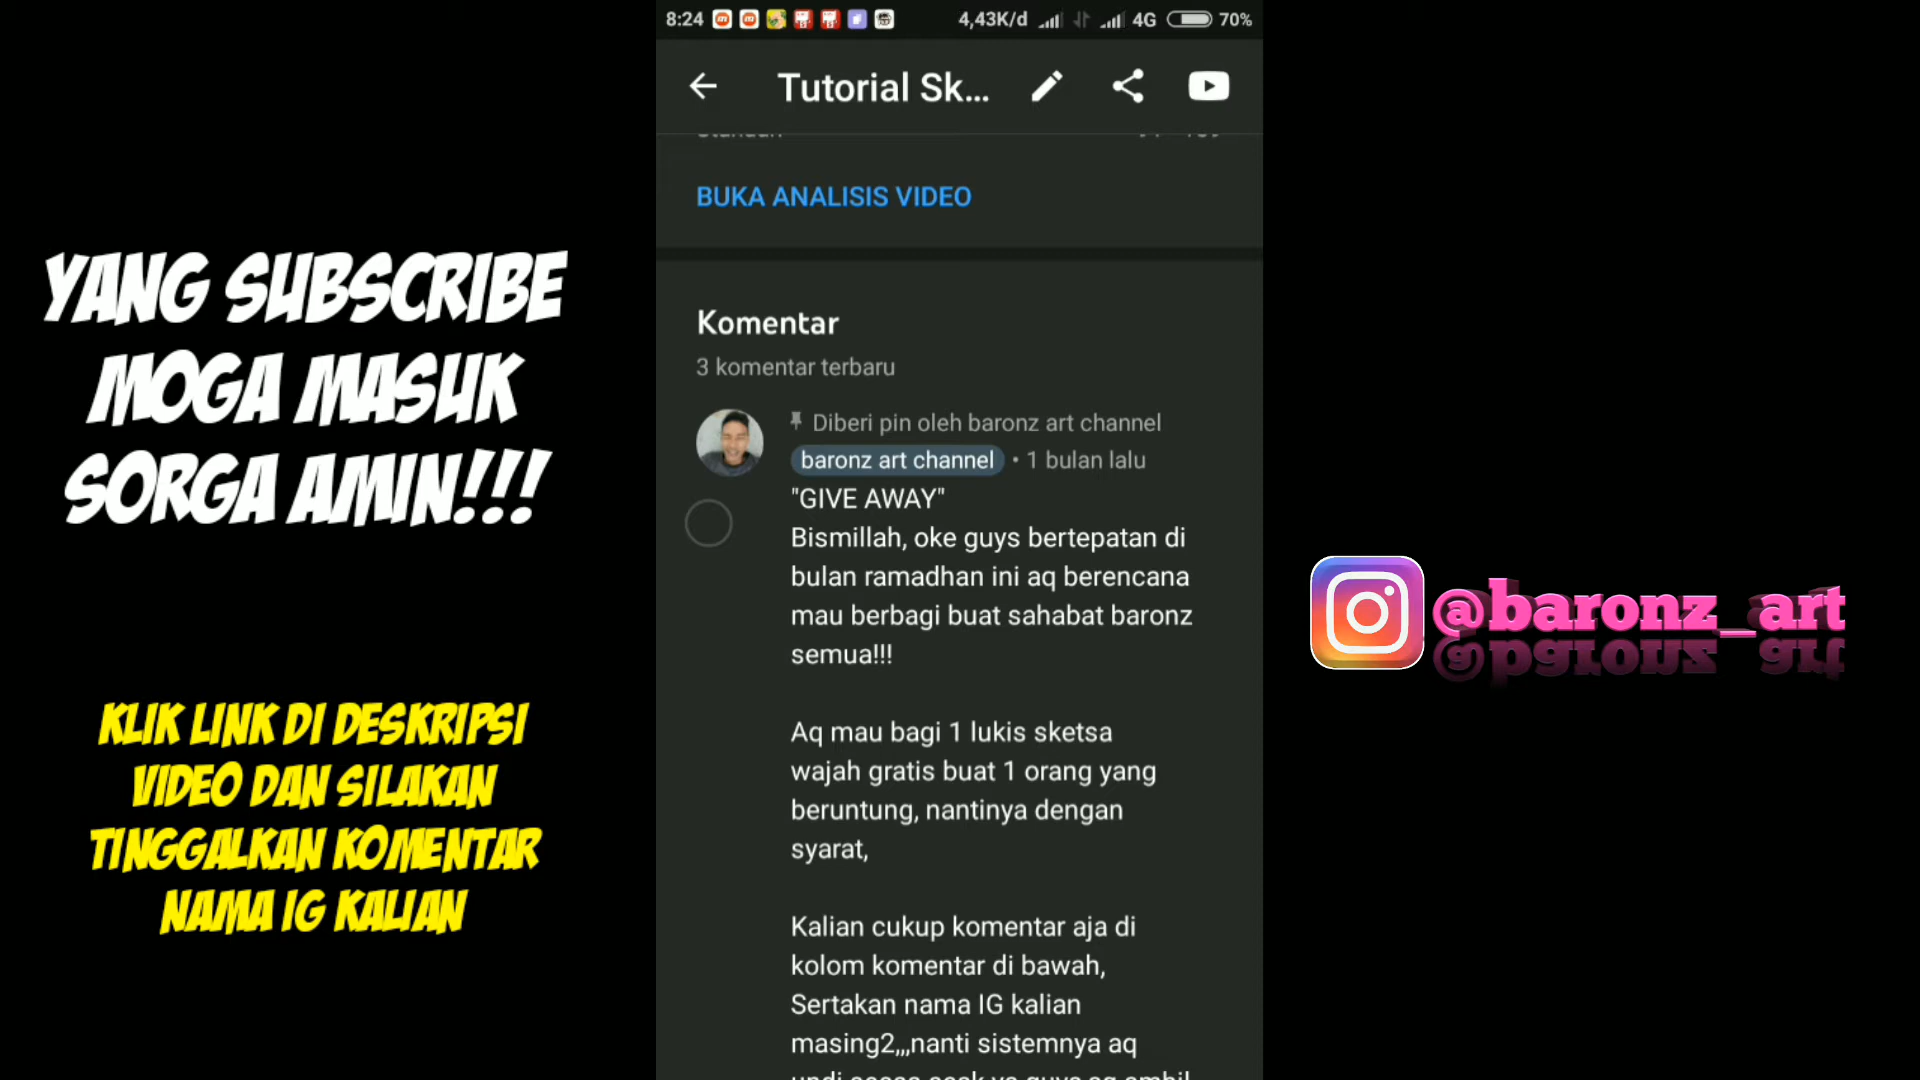 YANG SUBSCRIBE
MOGA MASUK
SORGA AMIN!!!
KLIK LINK DI DESKRIPSI
VIDEO DAN SILAKAN
TINGGALKAN KOMENTAR
NAMA IG KALIAN
8:24 4,43K/d 4G 70%
Tutorial Sk...
BUKA ANALISIS VIDEO
Komentar
3 komentar terbaru
Diberi pin oleh baronz art channel
baronz art channel • 1 bulan lalu
"GIVE AWAY"
Bismillah, oke guys bertepatan di
bulan ramadhan ini aq berencana
mau berbagi buat sahabat baronz
semua!!!
Aq mau bagi 1 lukis sketsa
wajah gratis buat 1 orang yang
beruntung, nantinya dengan
syarat,
Kalian cukup komentar aja di
kolom komentar di bawah,
Sertakan nama IG kalian
masing2,,,nanti sistemnya aq
@baronz_art